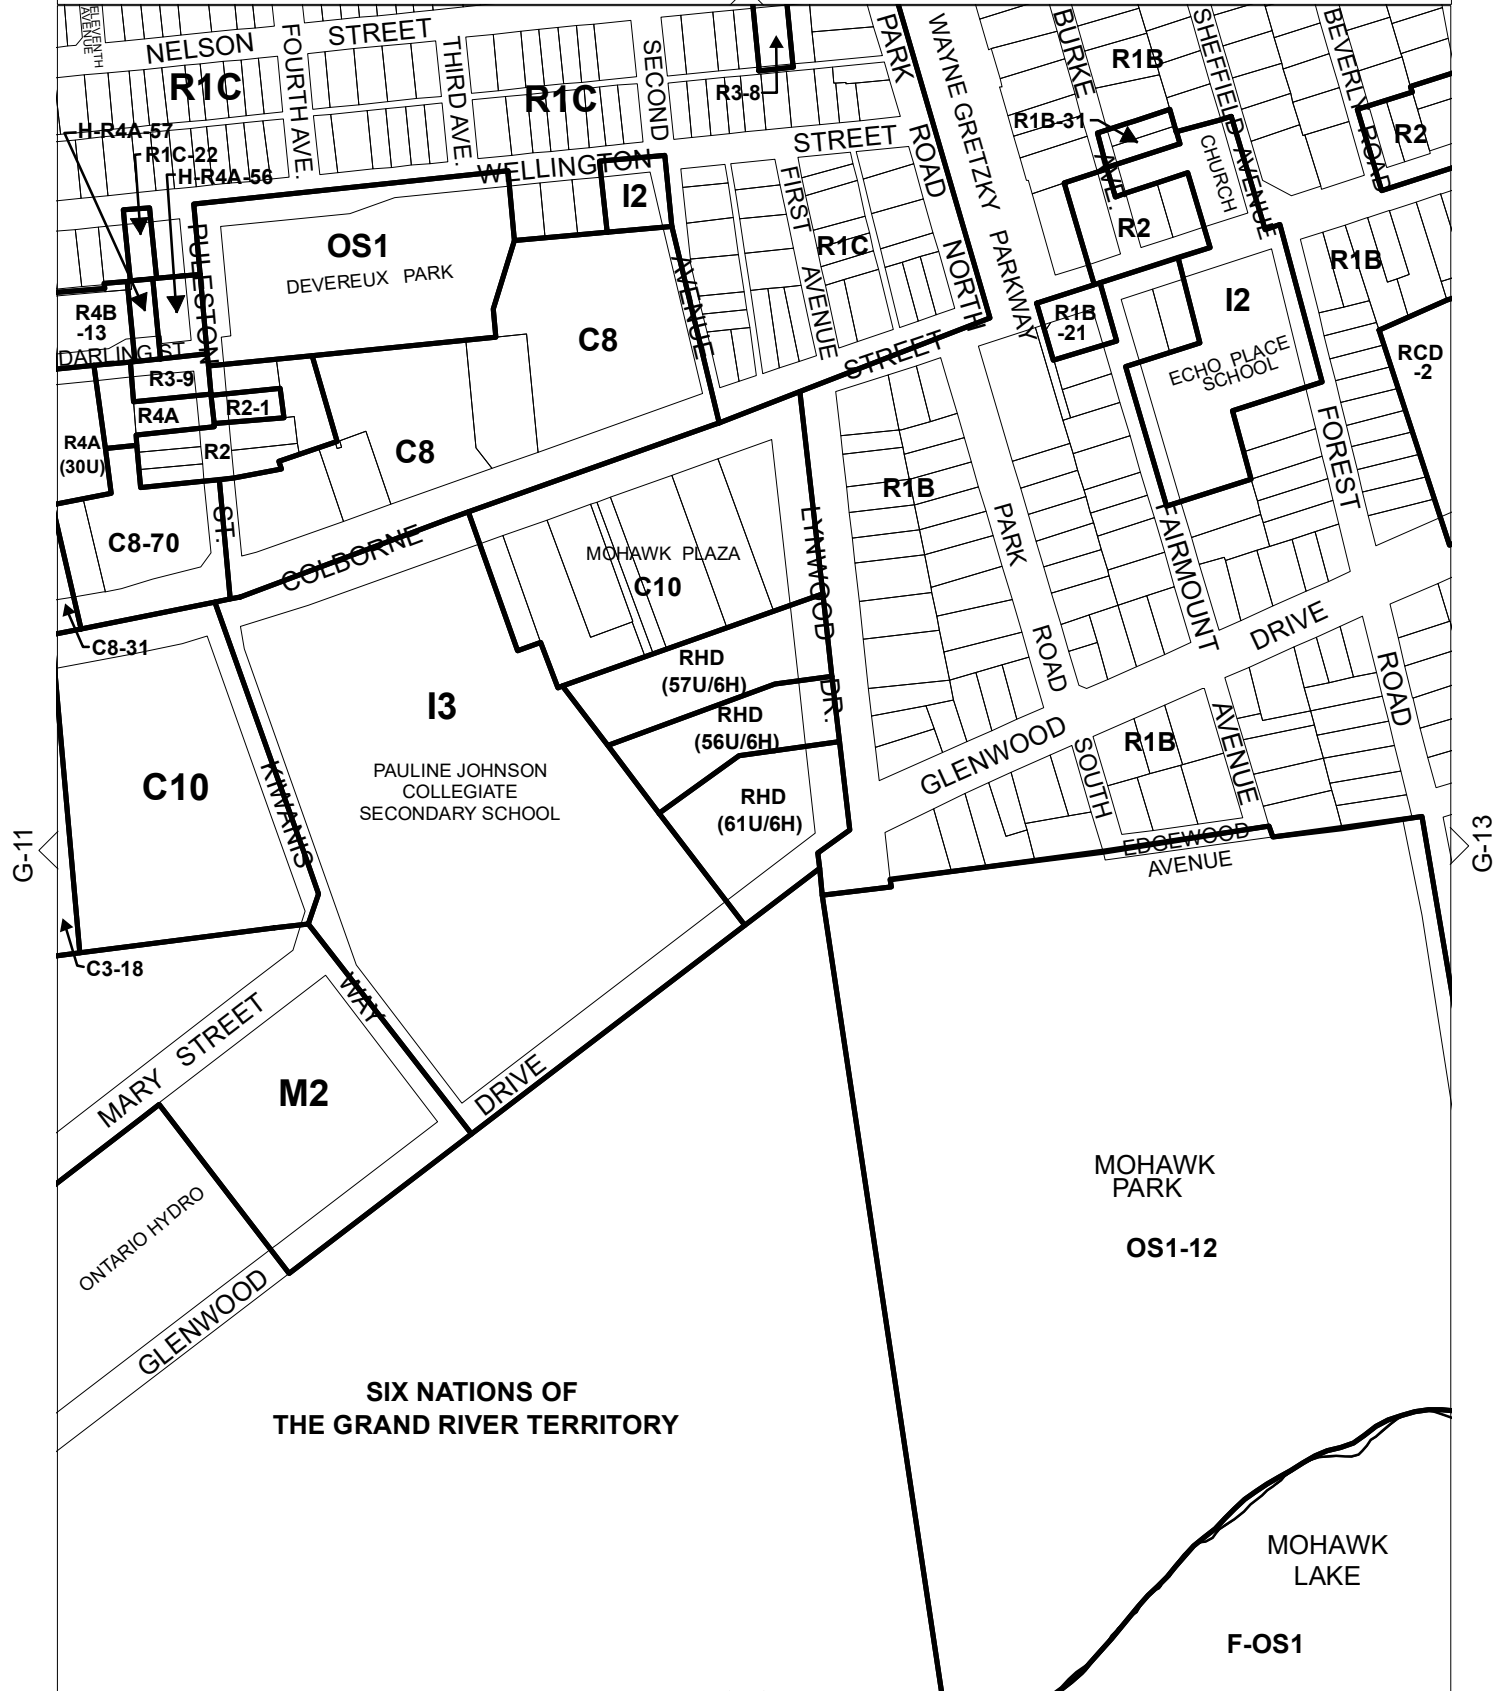 ELEVENTH
AVENUE
NELSON
STREET
FOURTH AVE.
THIRD AVE.
SECOND
AVENUE
R1C
R1C
R3-8
PARK
ROAD
NORTH
WAYNE GRETZKY PARKWAY
BURKE
AVE.
R1B
SHEFFIELD AVENUE
BEVERLY
ROAD
R2
R1B-31
CHURCH
H-R4A-57
R1C-22
H-R4A-56
WELLINGTON
STREET
I2
FIRST
AVENUE
R1C
R2
R1B
OS1
DEVEREUX PARK
PULESTON
ST.
R4B
-13
DARLING ST.
R3-9
R4A
R2-1
R4A
(30U)
R2
C8
C8
C8-70
C8-31
R1B
-21
I2
ECHO PLACE
SCHOOL
RCD
-2
COLBORNE
STREET
FOREST
ROAD
R1B
PARK
ROAD
SOUTH
FAIRMOUNT
AVENUE
LYNWOOD
DR.
MOHAWK PLAZA
C10
RHD
(57U/6H)
RHD
(56U/6H)
RHD
(61U/6H)
GLENWOOD
DRIVE
R1B
EDGEWOOD
AVENUE
I3
PAULINE JOHNSON
COLLEGIATE
SECONDARY SCHOOL
C10
KIWANIS
WAY
G-11
G-13
C3-18
MARY STREET
M2
DRIVE
ONTARIO HYDRO
GLENWOOD
MOHAWK
PARK
OS1-12
SIX NATIONS OF
THE GRAND RIVER TERRITORY
MOHAWK
LAKE
F-OS1